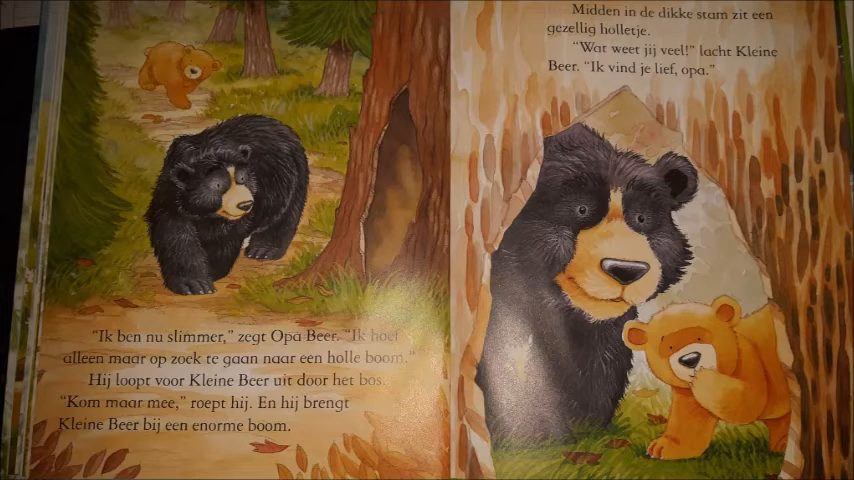 "Ik ben nu slimmer," zegt Opa Beer. "Ik hoef
alleen maar op zoek te gaan naar een holle boom."
Hij loopt voor Kleine Beer uit door het bos.
"Kom maar mee," roept hij. En hij brengt
Kleine Beer bij een enorme boom.
Midden in de dikke stam zit een
gezellig holletje.
"Wat weet jij veel!" lacht Kleine
Beer. "Ik vind je lief, opa."